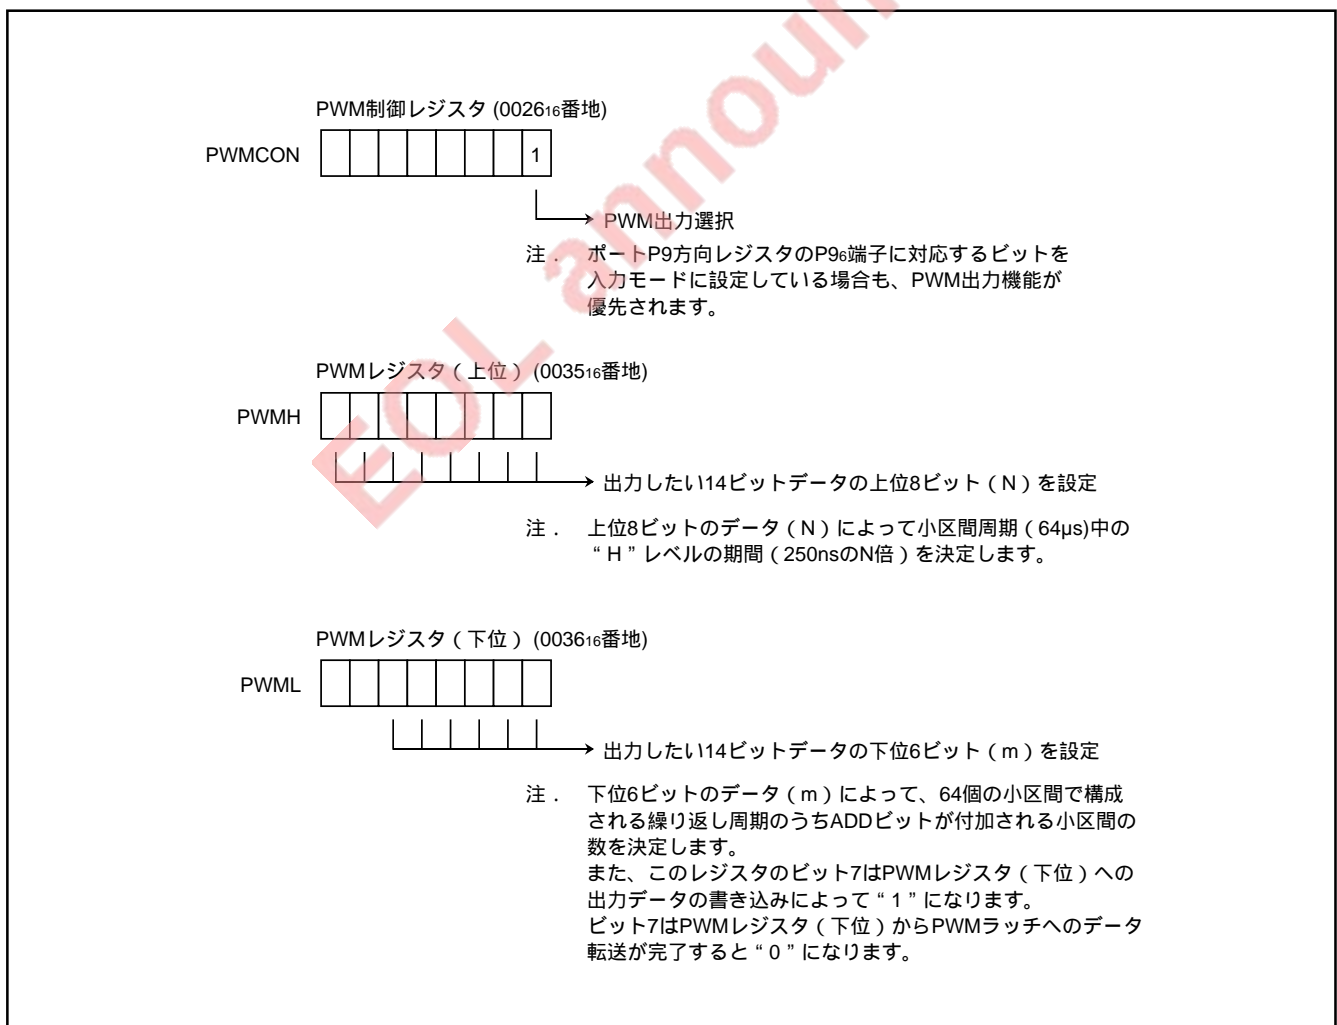 PWM制御レジスタ (002616番地)
PWMCON
1
PWM出力選択
注． ポートP9方向レジスタのP96端子に対応するビットを
入力モードに設定している場合も、PWM出力機能が
優先されます。
PWMレジスタ（上位） (003516番地)
PWMH
出力したい14ビットデータの上位8ビット（N）を設定
注． 上位8ビットのデータ（N）によって小区間周期（64μs)中の
“H”レベルの期間（250nsのN倍）を決定します。
PWMレジスタ（下位） (003616番地)
PWML
出力したい14ビットデータの下位6ビット（m）を設定
注． 下位6ビットのデータ（m）によって、64個の小区間で構成
される繰り返し周期のうちADDビットが付加される小区間の
数を決定します。
また、このレジスタのビット7はPWMレジスタ（下位）への
出力データの書き込みによって“1”になります。
ビット7はPWMレジスタ（下位）からPWMラッチへのデータ
転送が完了すると“0”になります。
EOL announ